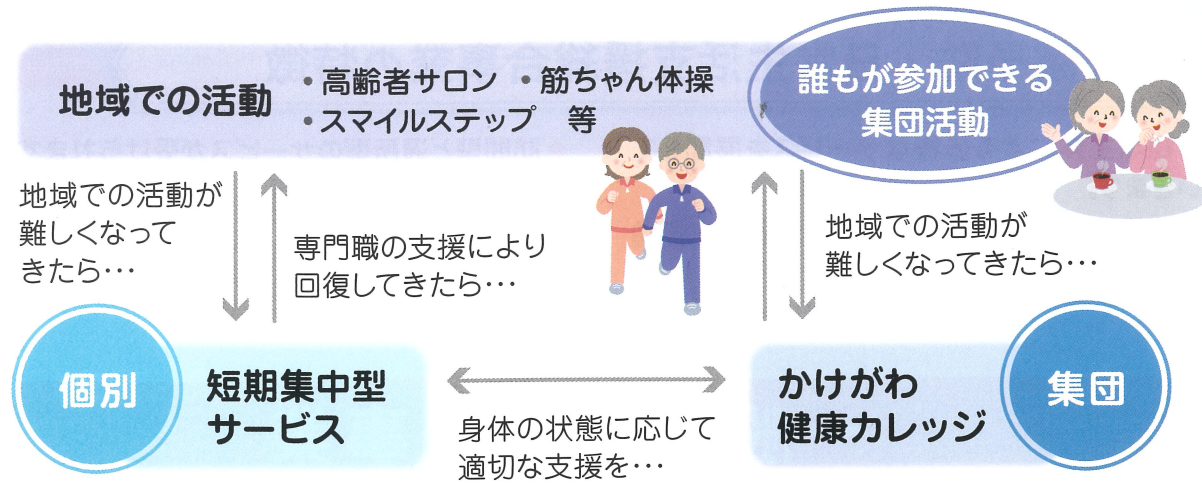 地域での活動
・高齢者サロン ・筋ちゃん体操
・スマイルステップ 等
誰もが参加できる
集団活動
地域での活動が
難しくなって
きたら…
専門職の支援により
回復してきたら…
地域での活動が
難しくなってきたら…
個別
短期集中型
サービス
身体の状態に応じて
適切な支援を…
かけがわ
健康カレッジ
集団